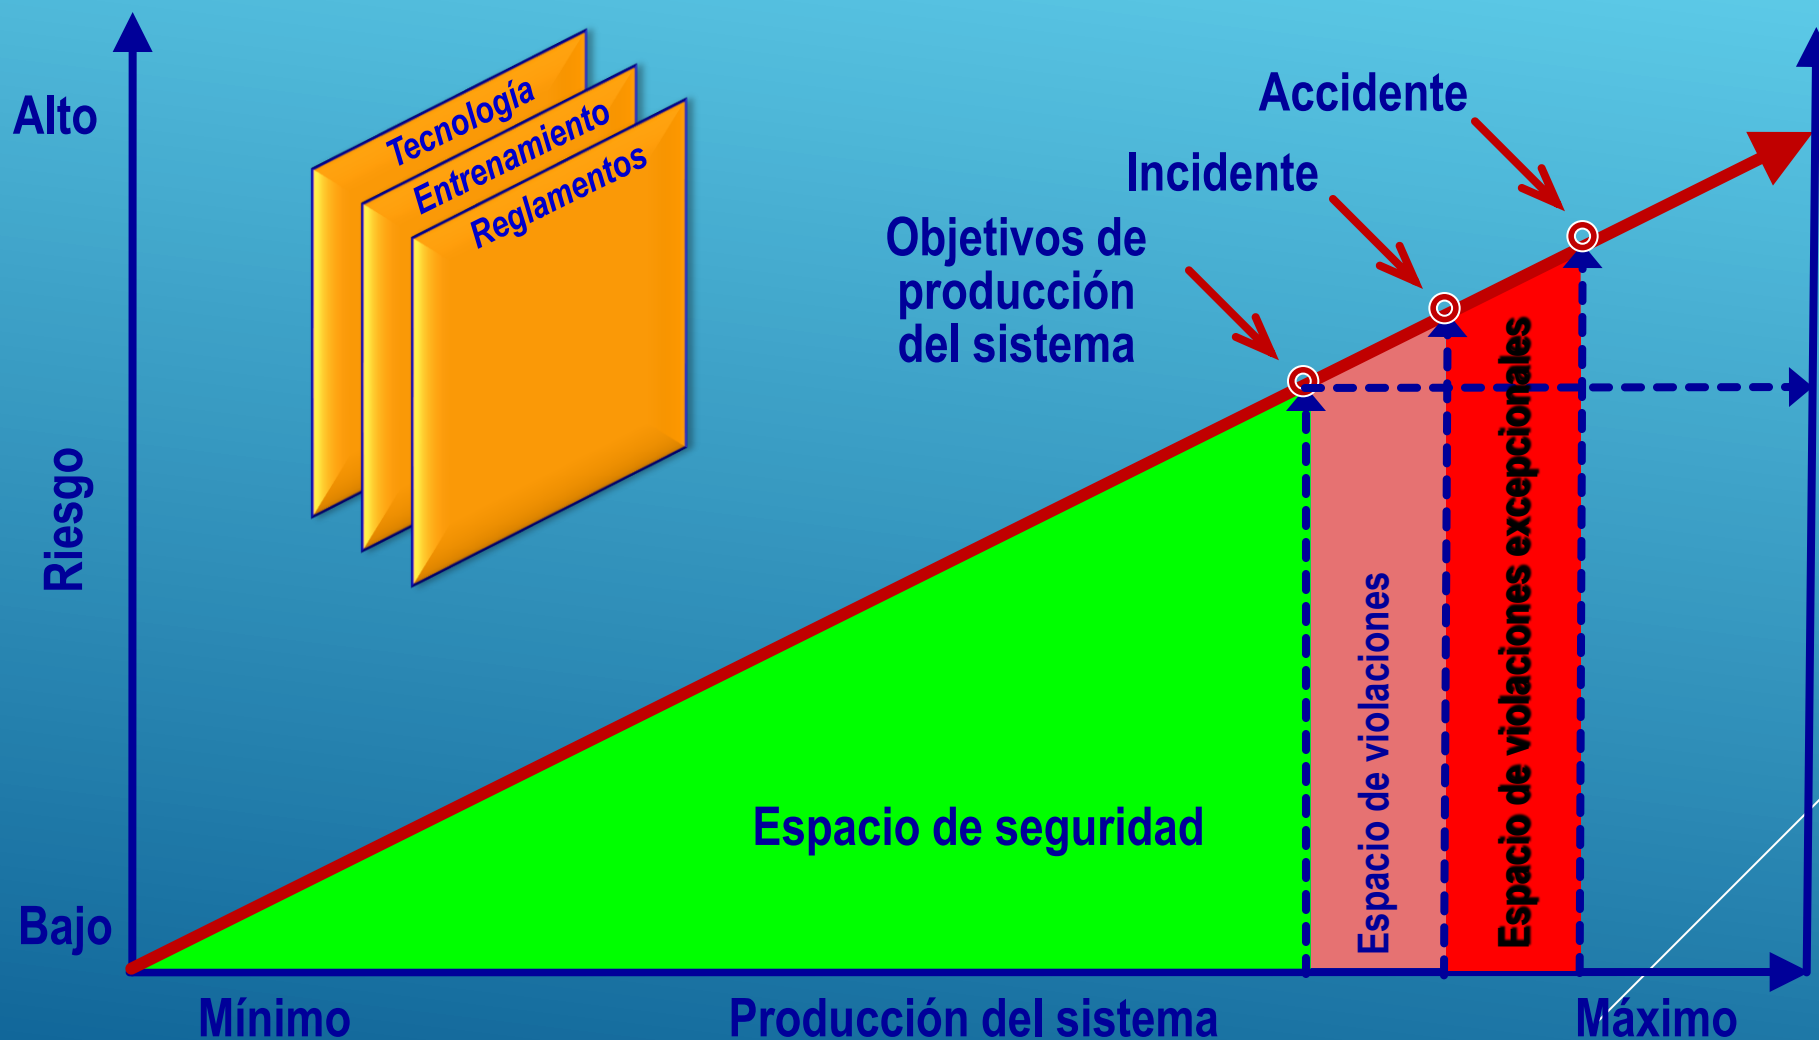 Alto
Tecnología
Entrenamiento
Reglamentos
Accidente
Incidente
Objetivos de
producción
del sistema
Riesgo
Espacio de violaciones
Espacio de violaciones excepcionales
Espacio de seguridad
Bajo
Mínimo
Producción del sistema
Máximo